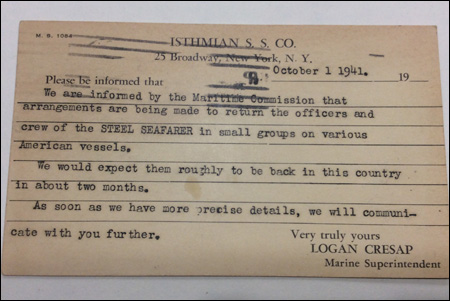 M. S. 1064
ISTHMIAN S. S. CO.
25 Broadway, New York, N. Y.
October 1 1941. 19
Please be informed that
We are informed by the Maritime Commission that
arrangements are being made to return the officers and
crew of the STEEL SEAFARER in small groups on various
American vessels.
We would expect them roughly to be back in this country
in about two months.
As soon as we have more precise details, we will communi-
cate with you further.
Very truly yours
LOGAN CRESAP
Marine Superintendent